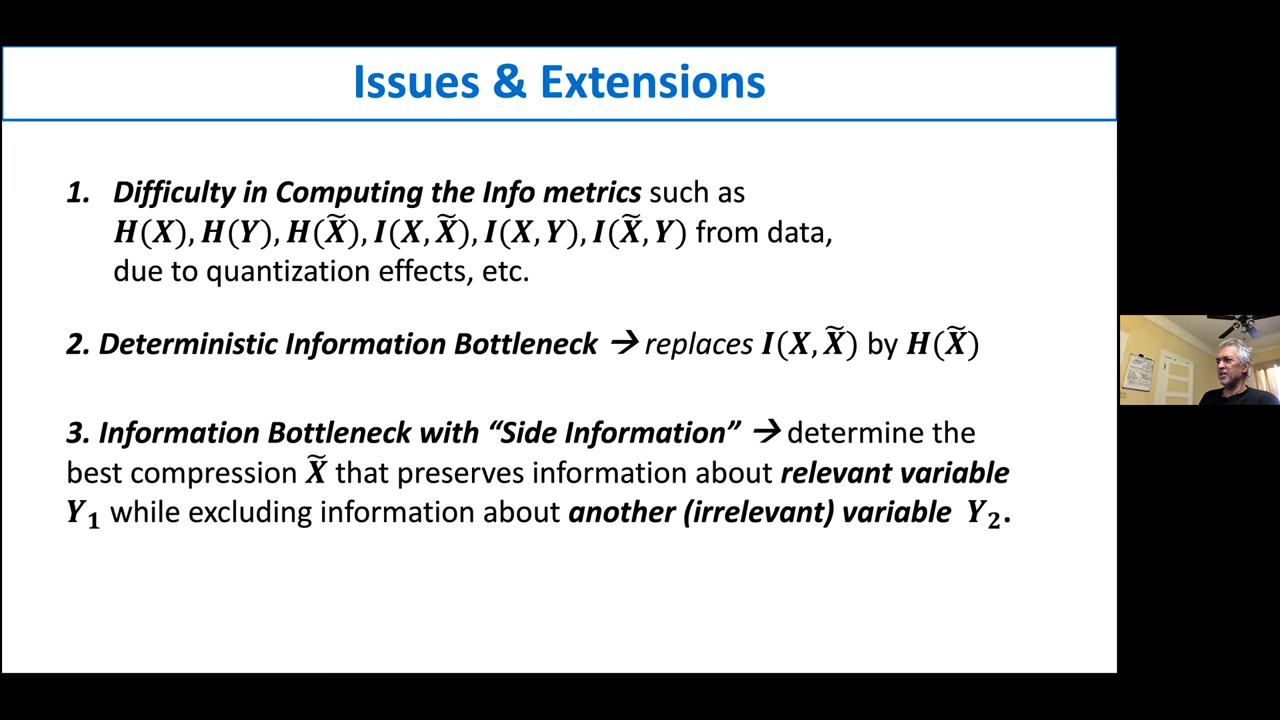 Issues & Extensions
1. Difficulty in Computing the Info metrics such as
H(X), H(Y), H(X̃), I(X, X̃), I(X, Y), I(X̃, Y) from data,
due to quantization effects, etc.
2. Deterministic Information Bottleneck → replaces I(X, X̃) by H(X̃)
3. Information Bottleneck with “Side Information” → determine the
best compression X̃ that preserves information about relevant variable
Y₁ while excluding information about another (irrelevant) variable Y₂.